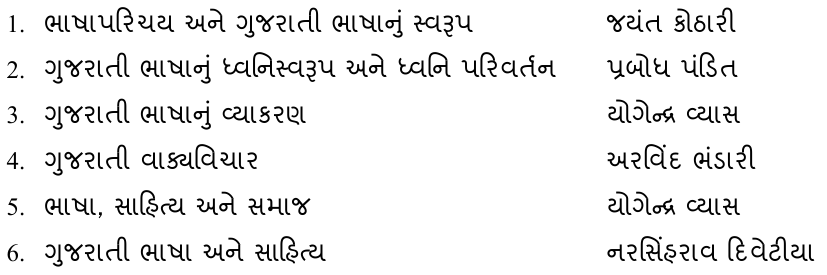 1. ભાષાપરિચય અને ગુજરાતી ભાષાનું સ્વરૂપ જયંત કોઠારી
2. ગુજરાતી ભાષાનું ધ્વનિસ્વરૂપ અને ધ્વનિ પરિવર્તન પ્રબોધ પંડિત
3. ગુજરાતી ભાષાનું વ્યાકરણ યોગેન્દ્ર વ્યાસ
4. ગુજરાતી વાક્યવિચાર અરવિંદ ભંડારી
5. ભાષા, સાહિત્ય અને સમાજ યોગેન્દ્ર વ્યાસ
6. ગુજરાતી ભાષા અને સાહિત્ય નરસિંહરાવ દિવેટીયા